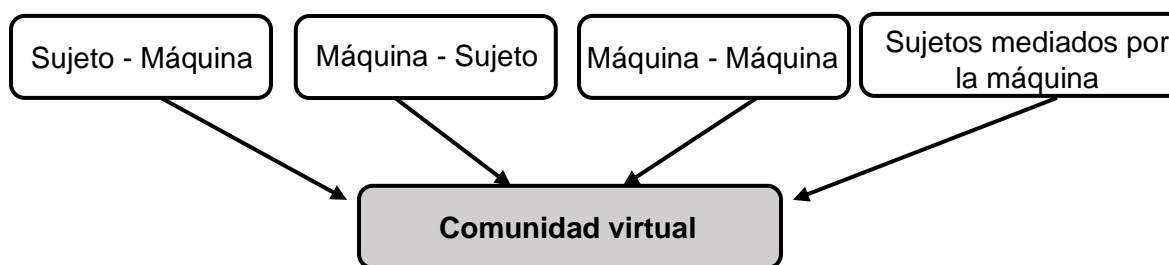 Sujeto - Máquina
Máquina - Sujeto
Máquina - Máquina
Sujetos mediados por
la máquina
Comunidad virtual